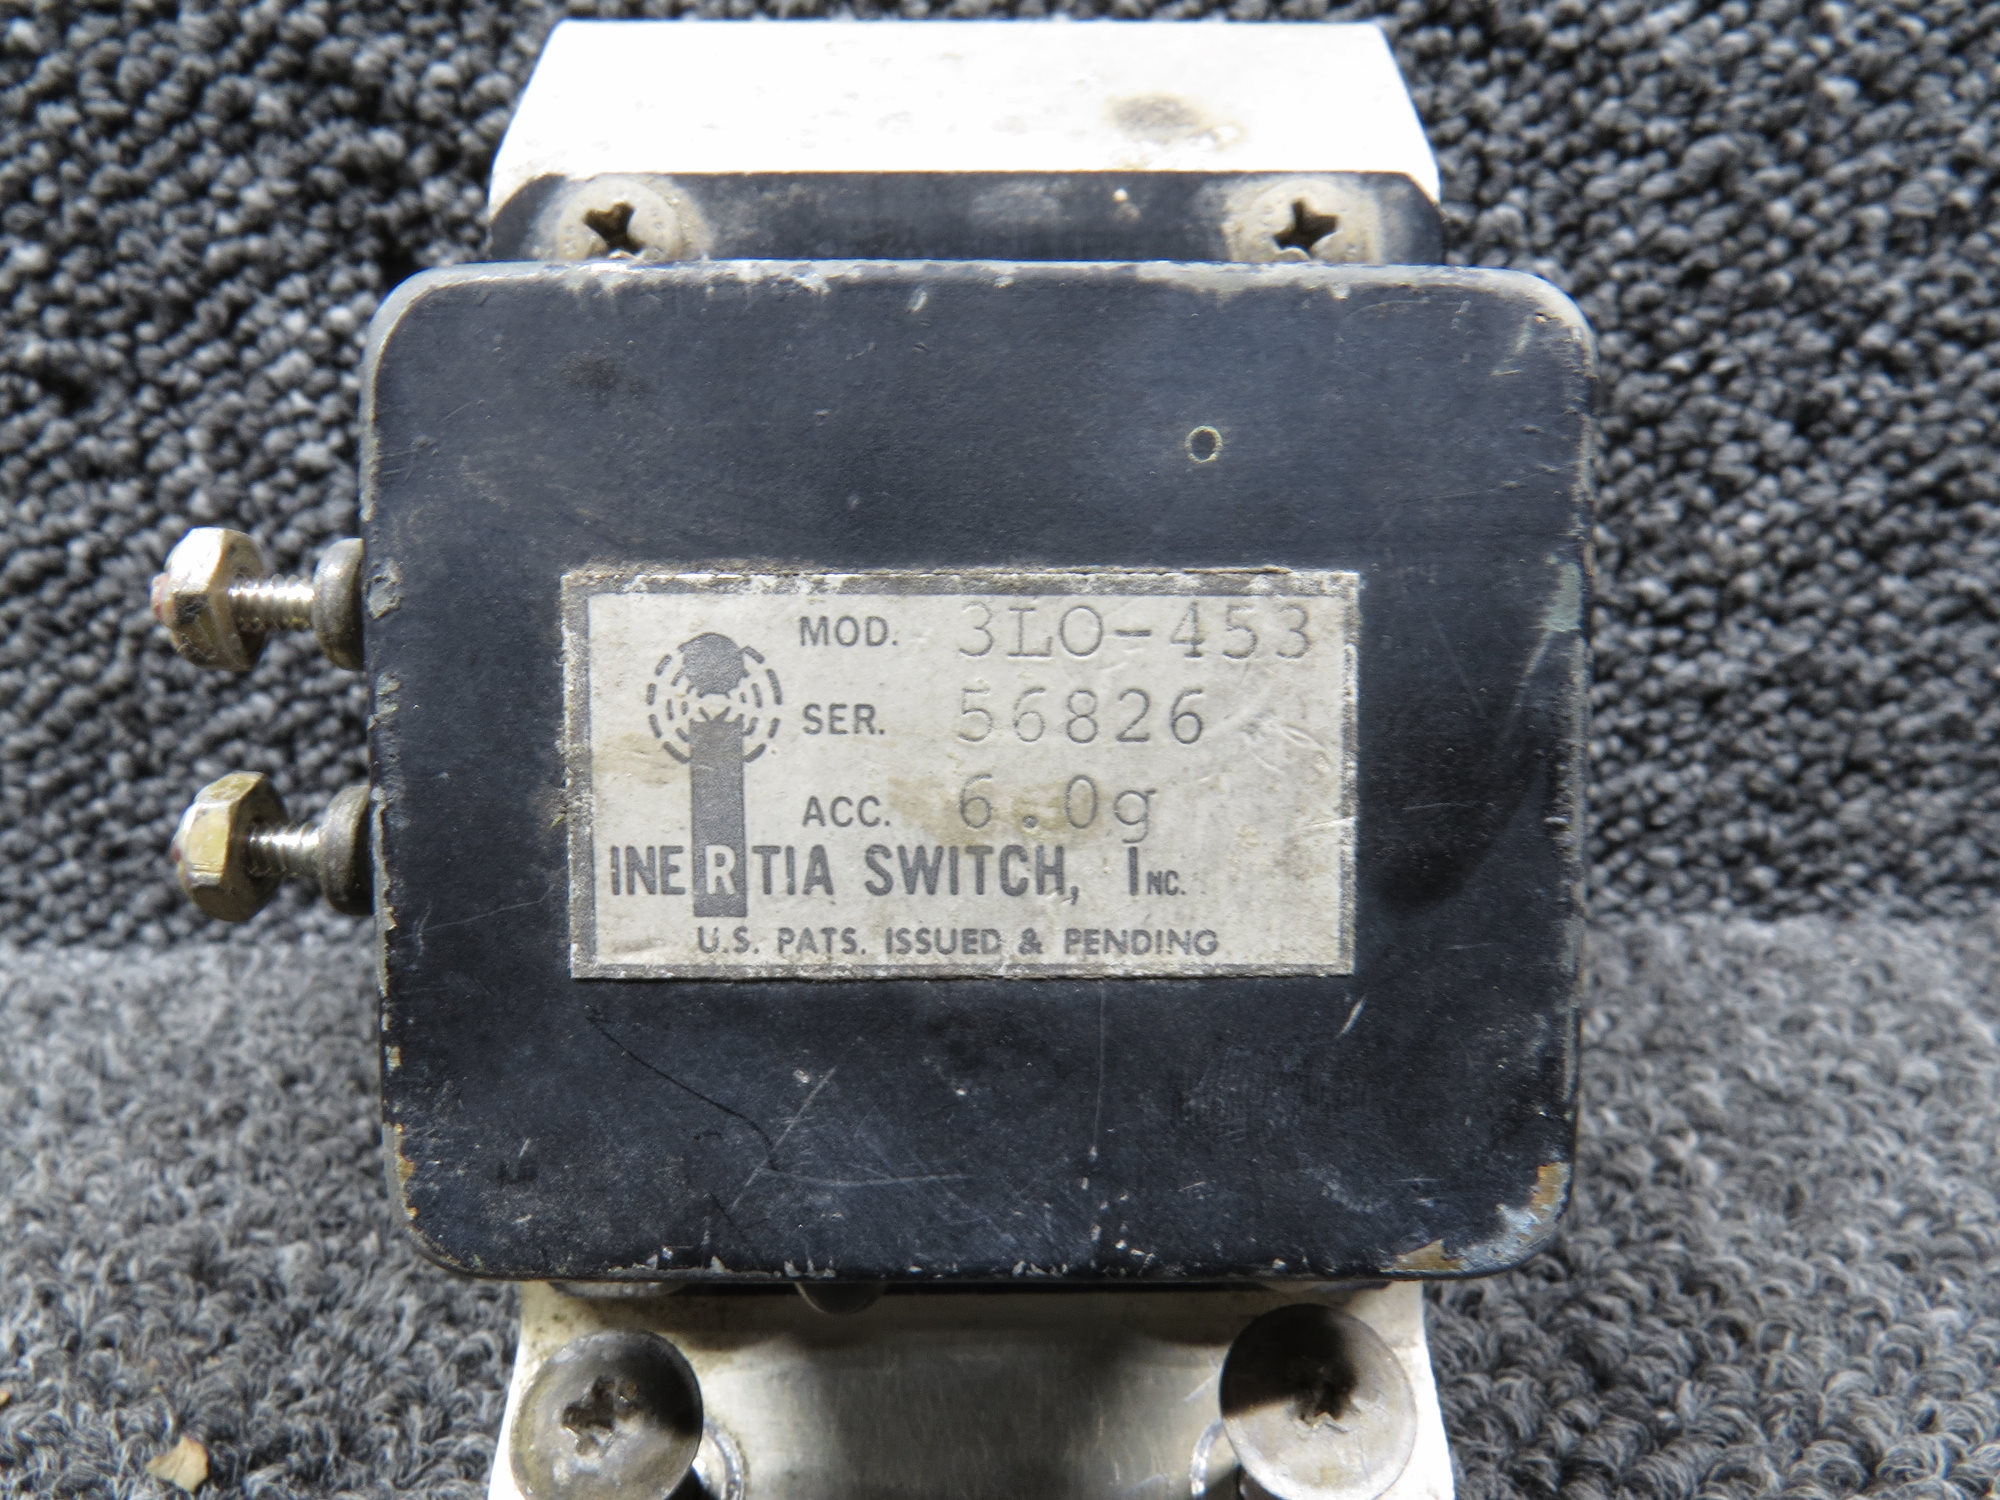 MOD. 3LO-453
SER. 56826
ACC. 6.0g
INERTIA SWITCH, INC.
U.S. PATS. ISSUED & PENDING